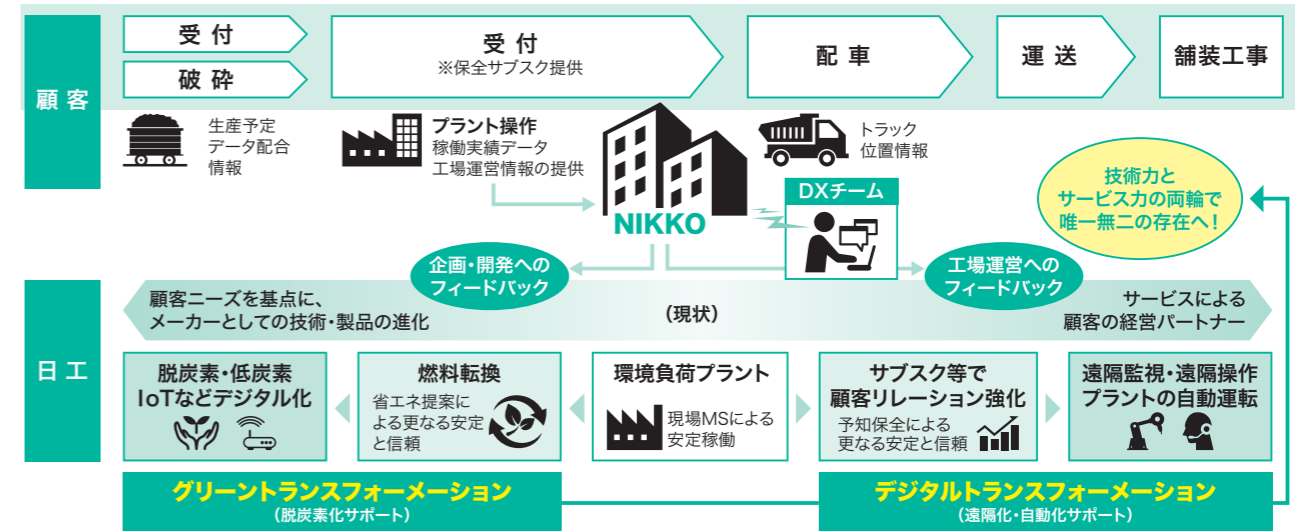 顧客
受付
破砕
受付
※保全サブスク提供
配車
運送
舗装工事
生産予定
データ配合
情報
プラント操作
稼働実績データ
工場運営情報の提供
NIKKO
トラック
位置情報
DXチーム
技術力と
サービス力の両輪で
唯一無二の存在へ!
企画・開発への
フィードバック
工場運営への
フィードバック
日工
顧客ニーズを基点に、
メーカーとしての技術・製品の進化
(現状)
サービスによる
顧客の経営パートナー
脱炭素・低炭素
IoTなどデジタル化
燃料転換
省エネ提案に
よる更なる安定
と信頼
環境負荷プラント
現場MSによる
安定稼働
サブスク等で
顧客リレーション強化
予知保全による
更なる安定と信頼
遠隔監視・遠隔操作
プラントの自動運転
グリーントランスフォーメーション
(脱炭素化サポート)
デジタルトランスフォーメーション
(遠隔化・自動化サポート)